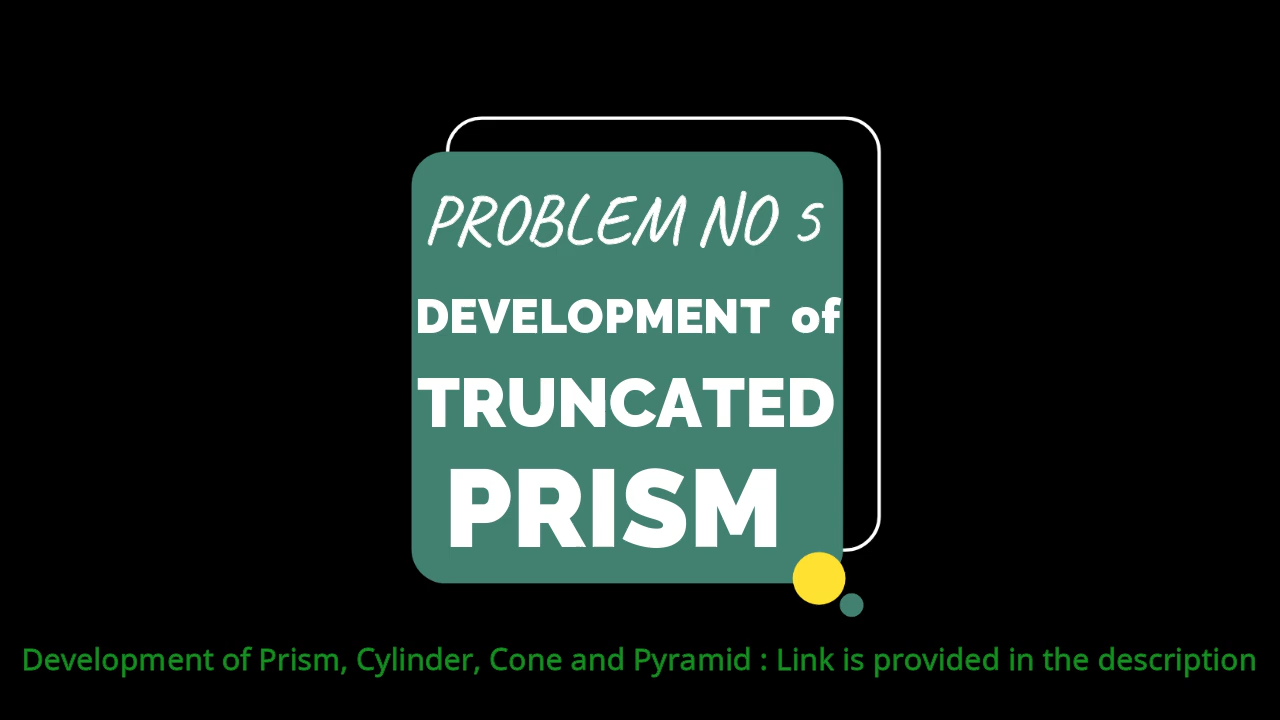 PROBLEM NO 5
DEVELOPMENT of
TRUNCATED
PRISM
Development of Prism, Cylinder, Cone and Pyramid : Link is provided in the description